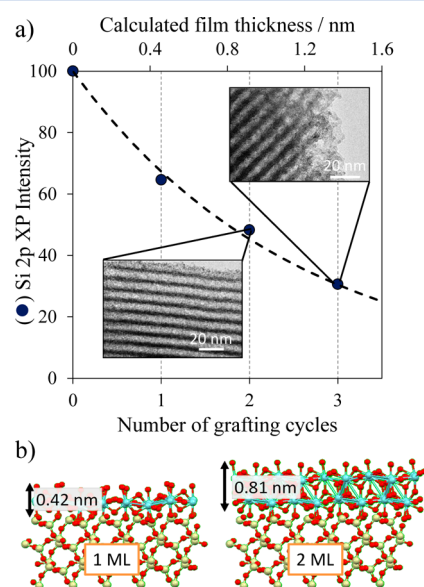 a)
Calculated film thickness / nm
0 0.4 0.8 1.2 1.6
100
80
60
40
20
0
( ) Si 2p XP Intensity
20 nm
20 nm
0 1 2 3
Number of grafting cycles
b)
0.42 nm
0.81 nm
1 ML
2 ML